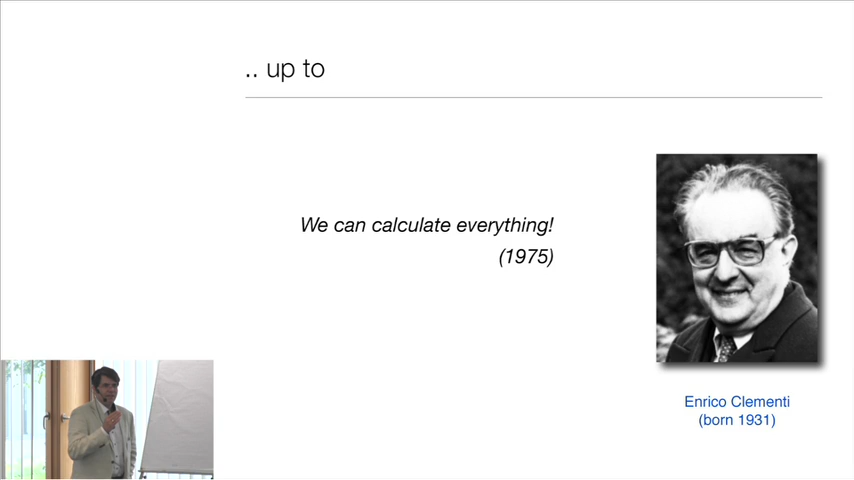 .. up to
We can calculate everything!
(1975)
Enrico Clementi
(born 1931)